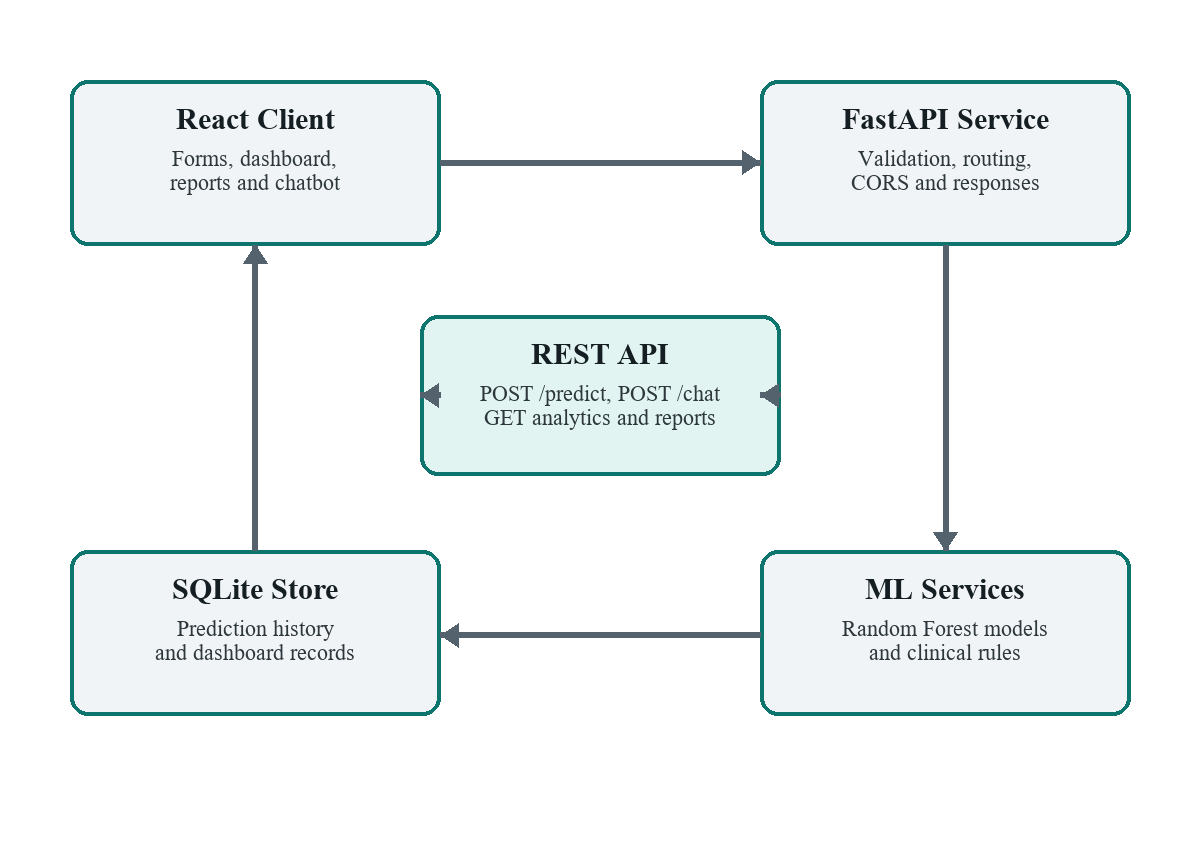 React Client
Forms, dashboard,
reports and chatbot
FastAPI Service
Validation, routing,
CORS and responses
REST API
POST /predict, POST /chat
GET analytics and reports
SQLite Store
Prediction history
and dashboard records
ML Services
Random Forest models
and clinical rules